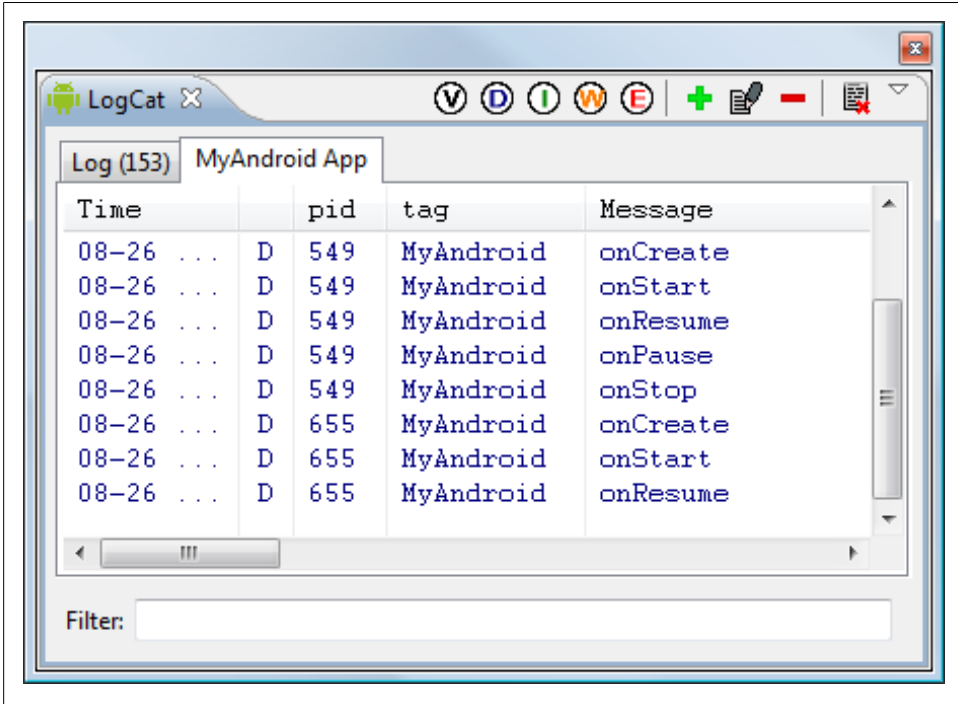 LogCat V D I W E
Log (153) MyAndroid App
Time pid tag Message
08-26 ... D 549 MyAndroid onCreate
08-26 ... D 549 MyAndroid onStart
08-26 ... D 549 MyAndroid onResume
08-26 ... D 549 MyAndroid onPause
08-26 ... D 549 MyAndroid onStop
08-26 ... D 655 MyAndroid onCreate
08-26 ... D 655 MyAndroid onStart
08-26 ... D 655 MyAndroid onResume
Filter: